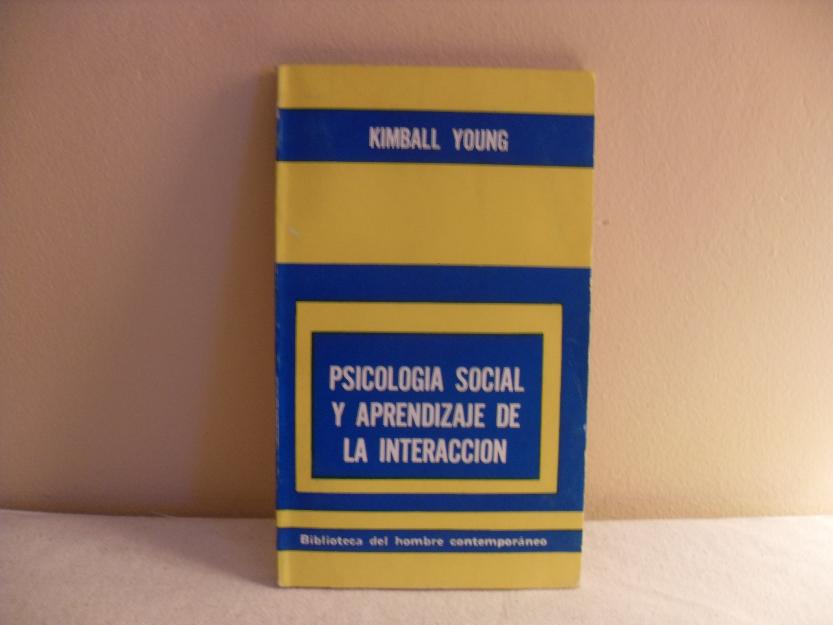 KIMBALL YOUNG
PSICOLOGIA SOCIAL
Y APRENDIZAJE DE
LA INTERACCION
Biblioteca del hombre contemporáneo